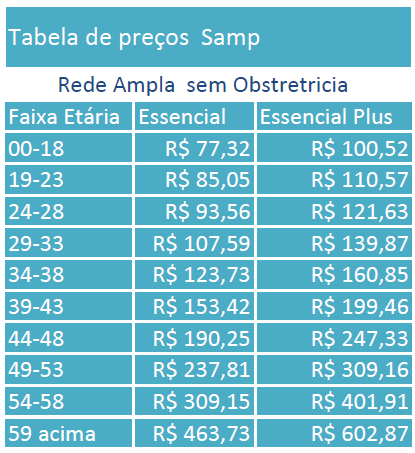 Tabela de preços  Samp
Rede Ampla  sem Obstretricia
Faixa Etária Essencial Essencial Plus
00-18 R$ 77,32 R$ 100,52
19-23 R$ 85,05 R$ 110,57
24-28 R$ 93,56 R$ 121,63
29-33 R$ 107,59 R$ 139,87
34-38 R$ 123,73 R$ 160,85
39-43 R$ 153,42 R$ 199,46
44-48 R$ 190,25 R$ 247,33
49-53 R$ 237,81 R$ 309,16
54-58 R$ 309,15 R$ 401,91
59 acima R$ 463,73 R$ 602,87